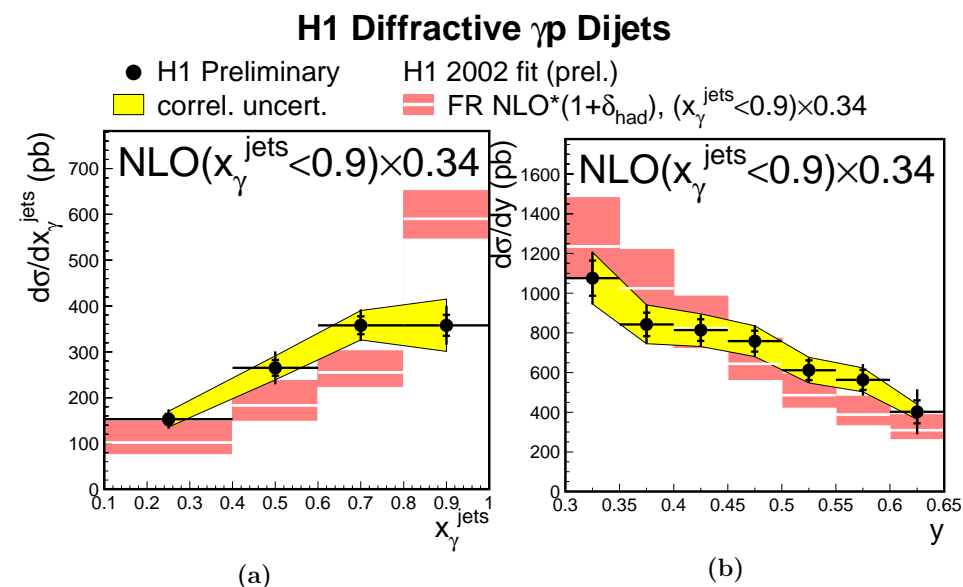 H1 Diffractive γp Dijets
H1 Preliminary
correl. uncert.
H1 2002 fit (prel.)
FR NLO*(1+δhad), (xγjets<0.9)×0.34
NLO(xγjets<0.9)×0.34
dσ/dxγjets (pb)
700
600
500
400
300
200
100
0
0.1 0.2 0.3 0.4 0.5 0.6 0.7 0.8 0.9 1
xγjets
(a)
NLO(xγjets<0.9)×0.34
dσ/dy (pb)
1600
1400
1200
1000
800
600
400
200
0
0.3 0.35 0.4 0.45 0.5 0.55 0.6 0.65
y
(b)